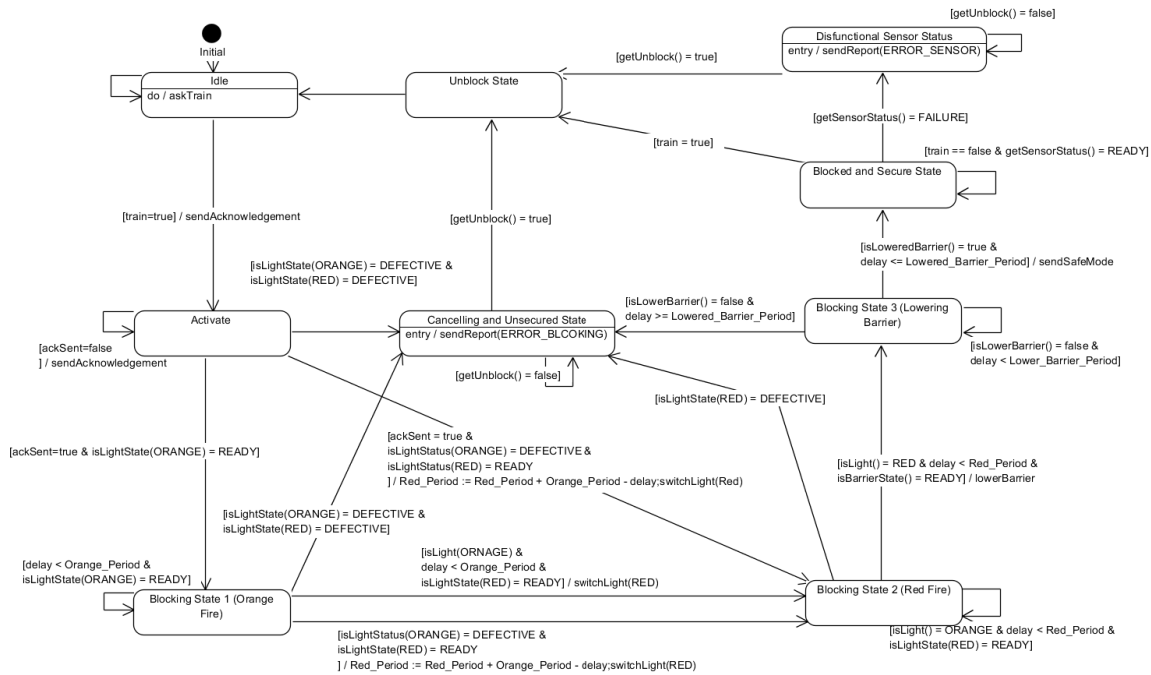 [getUnblock() = false]
Disfunctional Sensor Status
entry / sendReport(ERROR_SENSOR)
Initial
[getUnblock() = true]
Idle
do / askTrain
Unblock State
[getSensorStatus() = FAILURE]
[train = true]
[train == false & getSensorStatus() = READY]
Blocked and Secure State
[train=true] / sendAcknowledgement
[getUnblock() = true]
[isLoweredBarrier() = true &
delay <= Lowered_Barrier_Period] / sendSafeMode
[isLightState(ORANGE) = DEFECTIVE &
isLightState(RED) = DEFECTIVE]
[isLowerBarrier() = false &
delay >= Lowered_Barrier_Period]
Blocking State 3 (Lowering
Barrier)
Activate
Cancelling and Unsecured State
entry / sendReport(ERROR_BLCOKING)
[ackSent=false
] / sendAcknowledgement
[isLowerBarrier() = false &
delay < Lower_Barrier_Period]
[getUnblock() = false]
[isLightState(RED) = DEFECTIVE]
[ackSent = true &
isLightStatus(ORANGE) = DEFECTIVE &
isLightStatus(RED) = READY
] / Red_Period := Red_Period + Orange_Period - delay;switchLight(Red)
[ackSent=true & isLightState(ORANGE) = READY]
[isLight() = RED & delay < Red_Period &
isBarrierState() = READY] / lowerBarrier
[isLightState(ORANGE) = DEFECTIVE &
isLightState(RED) = DEFECTIVE]
[delay < Orange_Period &
isLightState(ORANGE) = READY]
[isLight(ORNAGE) &
delay < Orange_Period &
isLightState(RED) = READY] / switchLight(RED)
Blocking State 1 (Orange
Fire)
Blocking State 2 (Red Fire)
[isLight() = ORANGE & delay < Red_Period &
isLightState(RED) = READY]
[isLightStatus(ORANGE) = DEFECTIVE &
isLightState(RED) = READY
] / Red_Period := Red_Period + Orange_Period - delay;switchLight(RED)